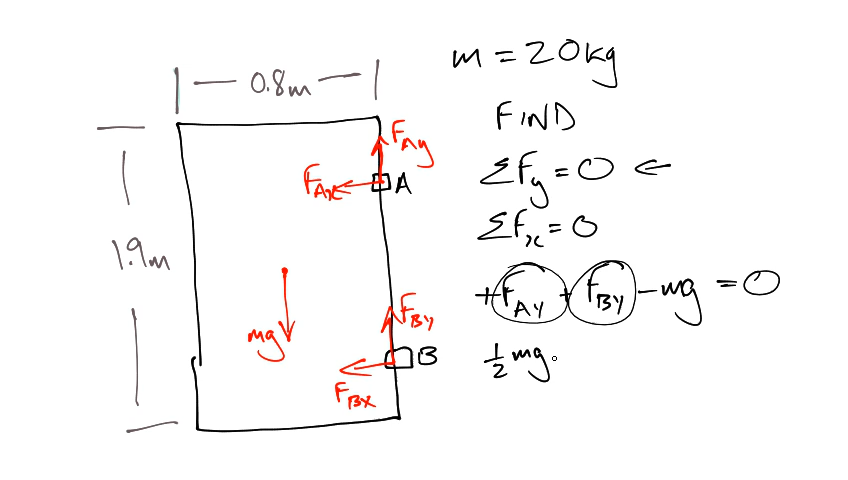 m = 20kg
0.8m
FIND
F_Ay
ΣF_y = 0 ←
F_Ax
A
ΣF_x = 0
1.9m
+F_AY + F_BY - mg = 0
F_BY
mg
B
½ mg.
F_BX